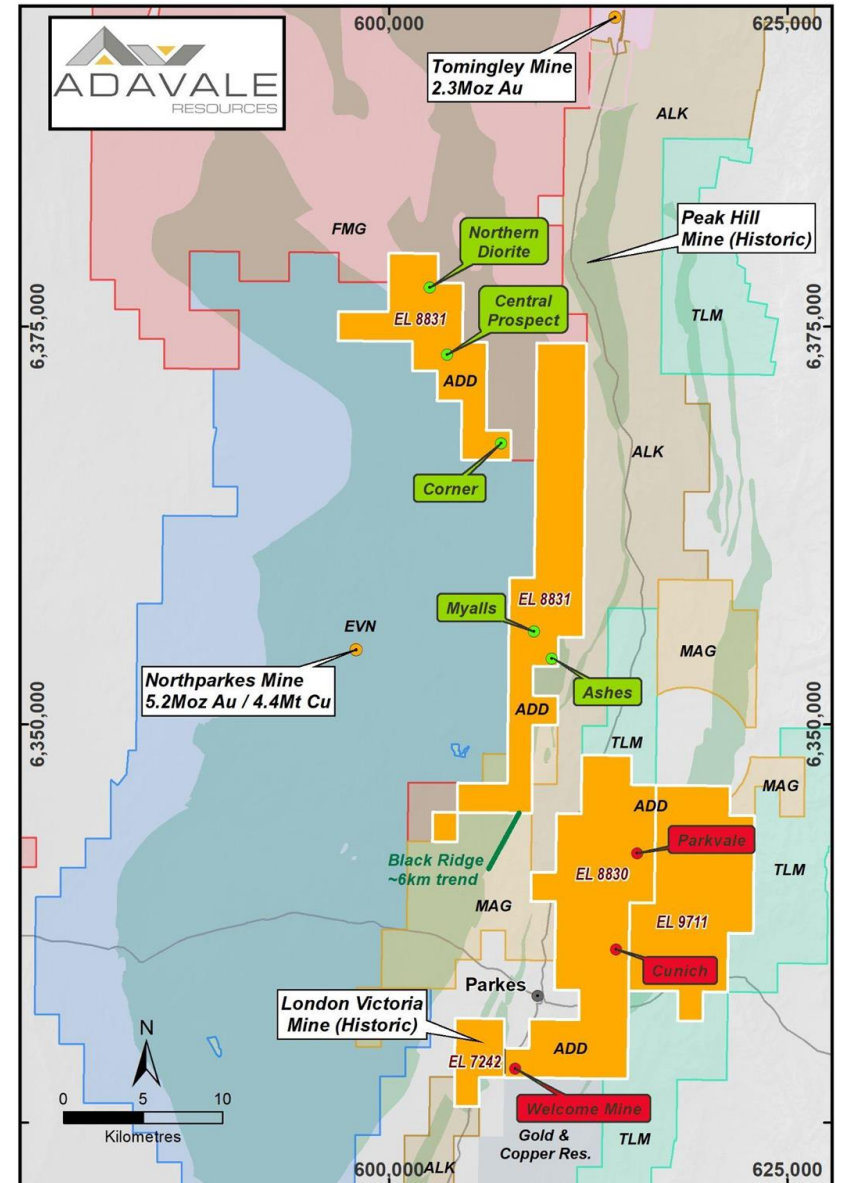 600,000
625,000
ADAVALE
RESOURCES
Tomingley Mine
2.3Moz Au
ALK
FMG
Northern
Diorite
Peak Hill
Mine (Historic)
Central
Prospect
EL 8831
TLM
6,375,000
6,375,000
ADD
ALK
Corner
EL 8831
Myalls
EVN
MAG
Northparkes Mine
5.2Moz Au / 4.4Mt Cu
Ashes
ADD
6,350,000
6,350,000
TLM
MAG
ADD
Parkvale
Black Ridge
~6km trend
EL 8830
TLM
MAG
EL 9711
Cunich
Parkes
London Victoria
Mine (Historic)
N
EL 7242
ADD
0 5 10
Kilometres
Welcome Mine
Gold &
Copper Res.
TLM
600,000
ALK
625,000